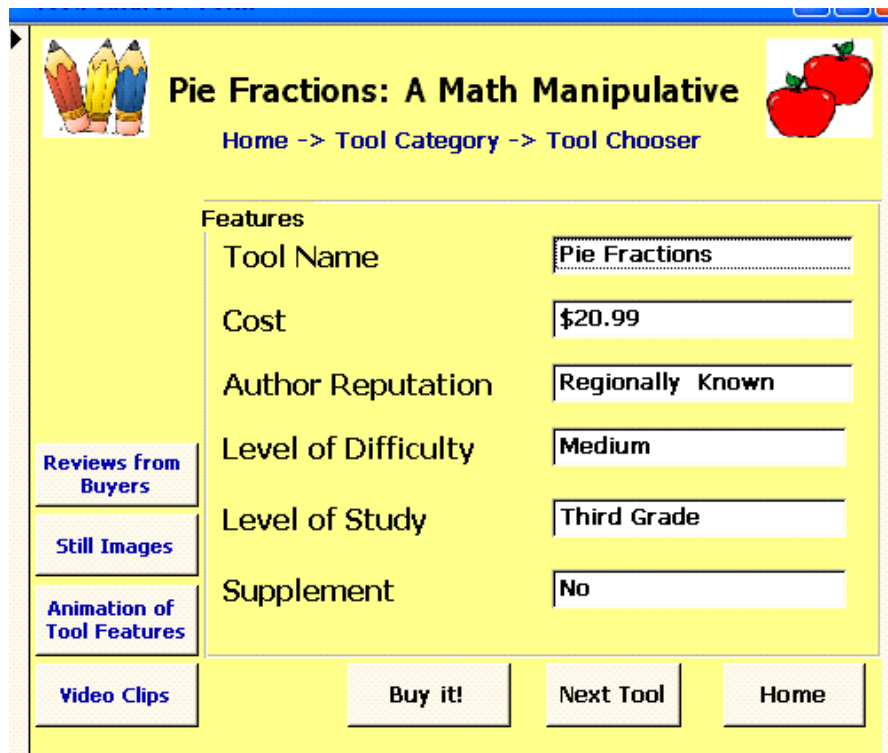 Pie Fractions: A Math Manipulative
Home -> Tool Category -> Tool Chooser
Features
Tool Name Pie Fractions
Cost $20.99
Author Reputation Regionally Known
Level of Difficulty Medium
Level of Study Third Grade
Supplement No
Reviews from
Buyers
Still Images
Animation of
Tool Features
Video Clips
Buy it! Next Tool Home